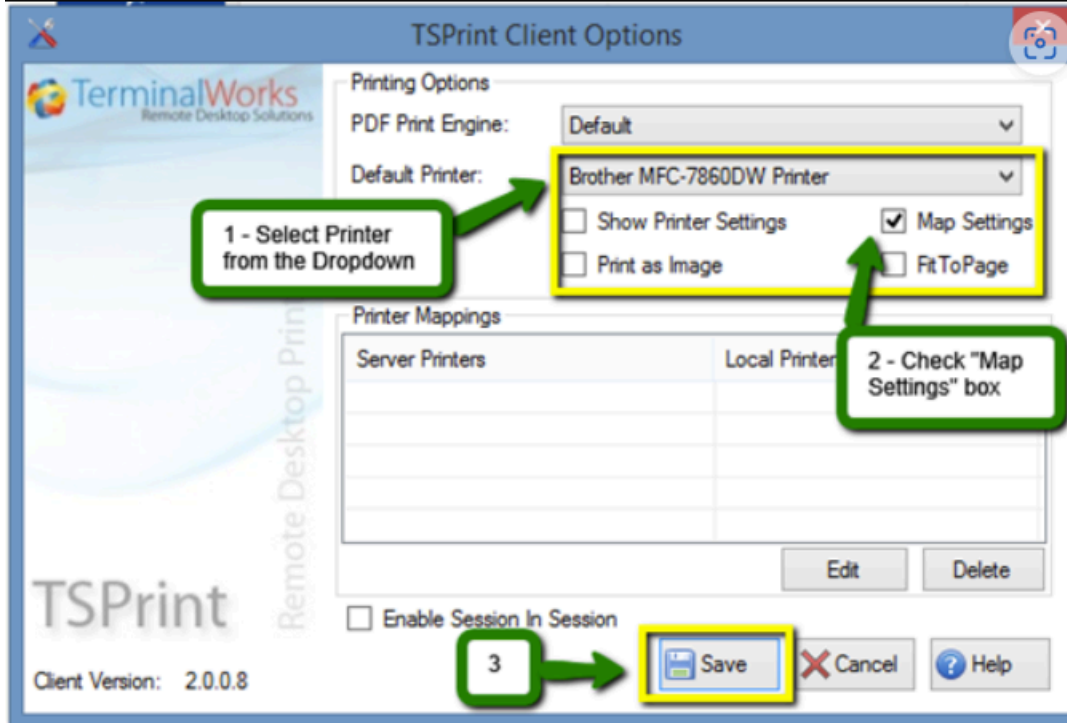 TSPrint Client Options
TerminalWorks
Remote Desktop Solutions
Printing Options
PDF Print Engine:
Default
Default Printer:
Brother MFC-7860DW Printer
Show Printer Settings
Map Settings
Print as Image
FitToPage
1 - Select Printer
from the Dropdown
Printer Mappings
Server Printers
Local Printer
2 - Check "Map
Settings" box
Remote Desktop Prin
Edit
Delete
TSPrint
Enable Session In Session
3
Save
Cancel
Help
Client Version: 2.0.0.8